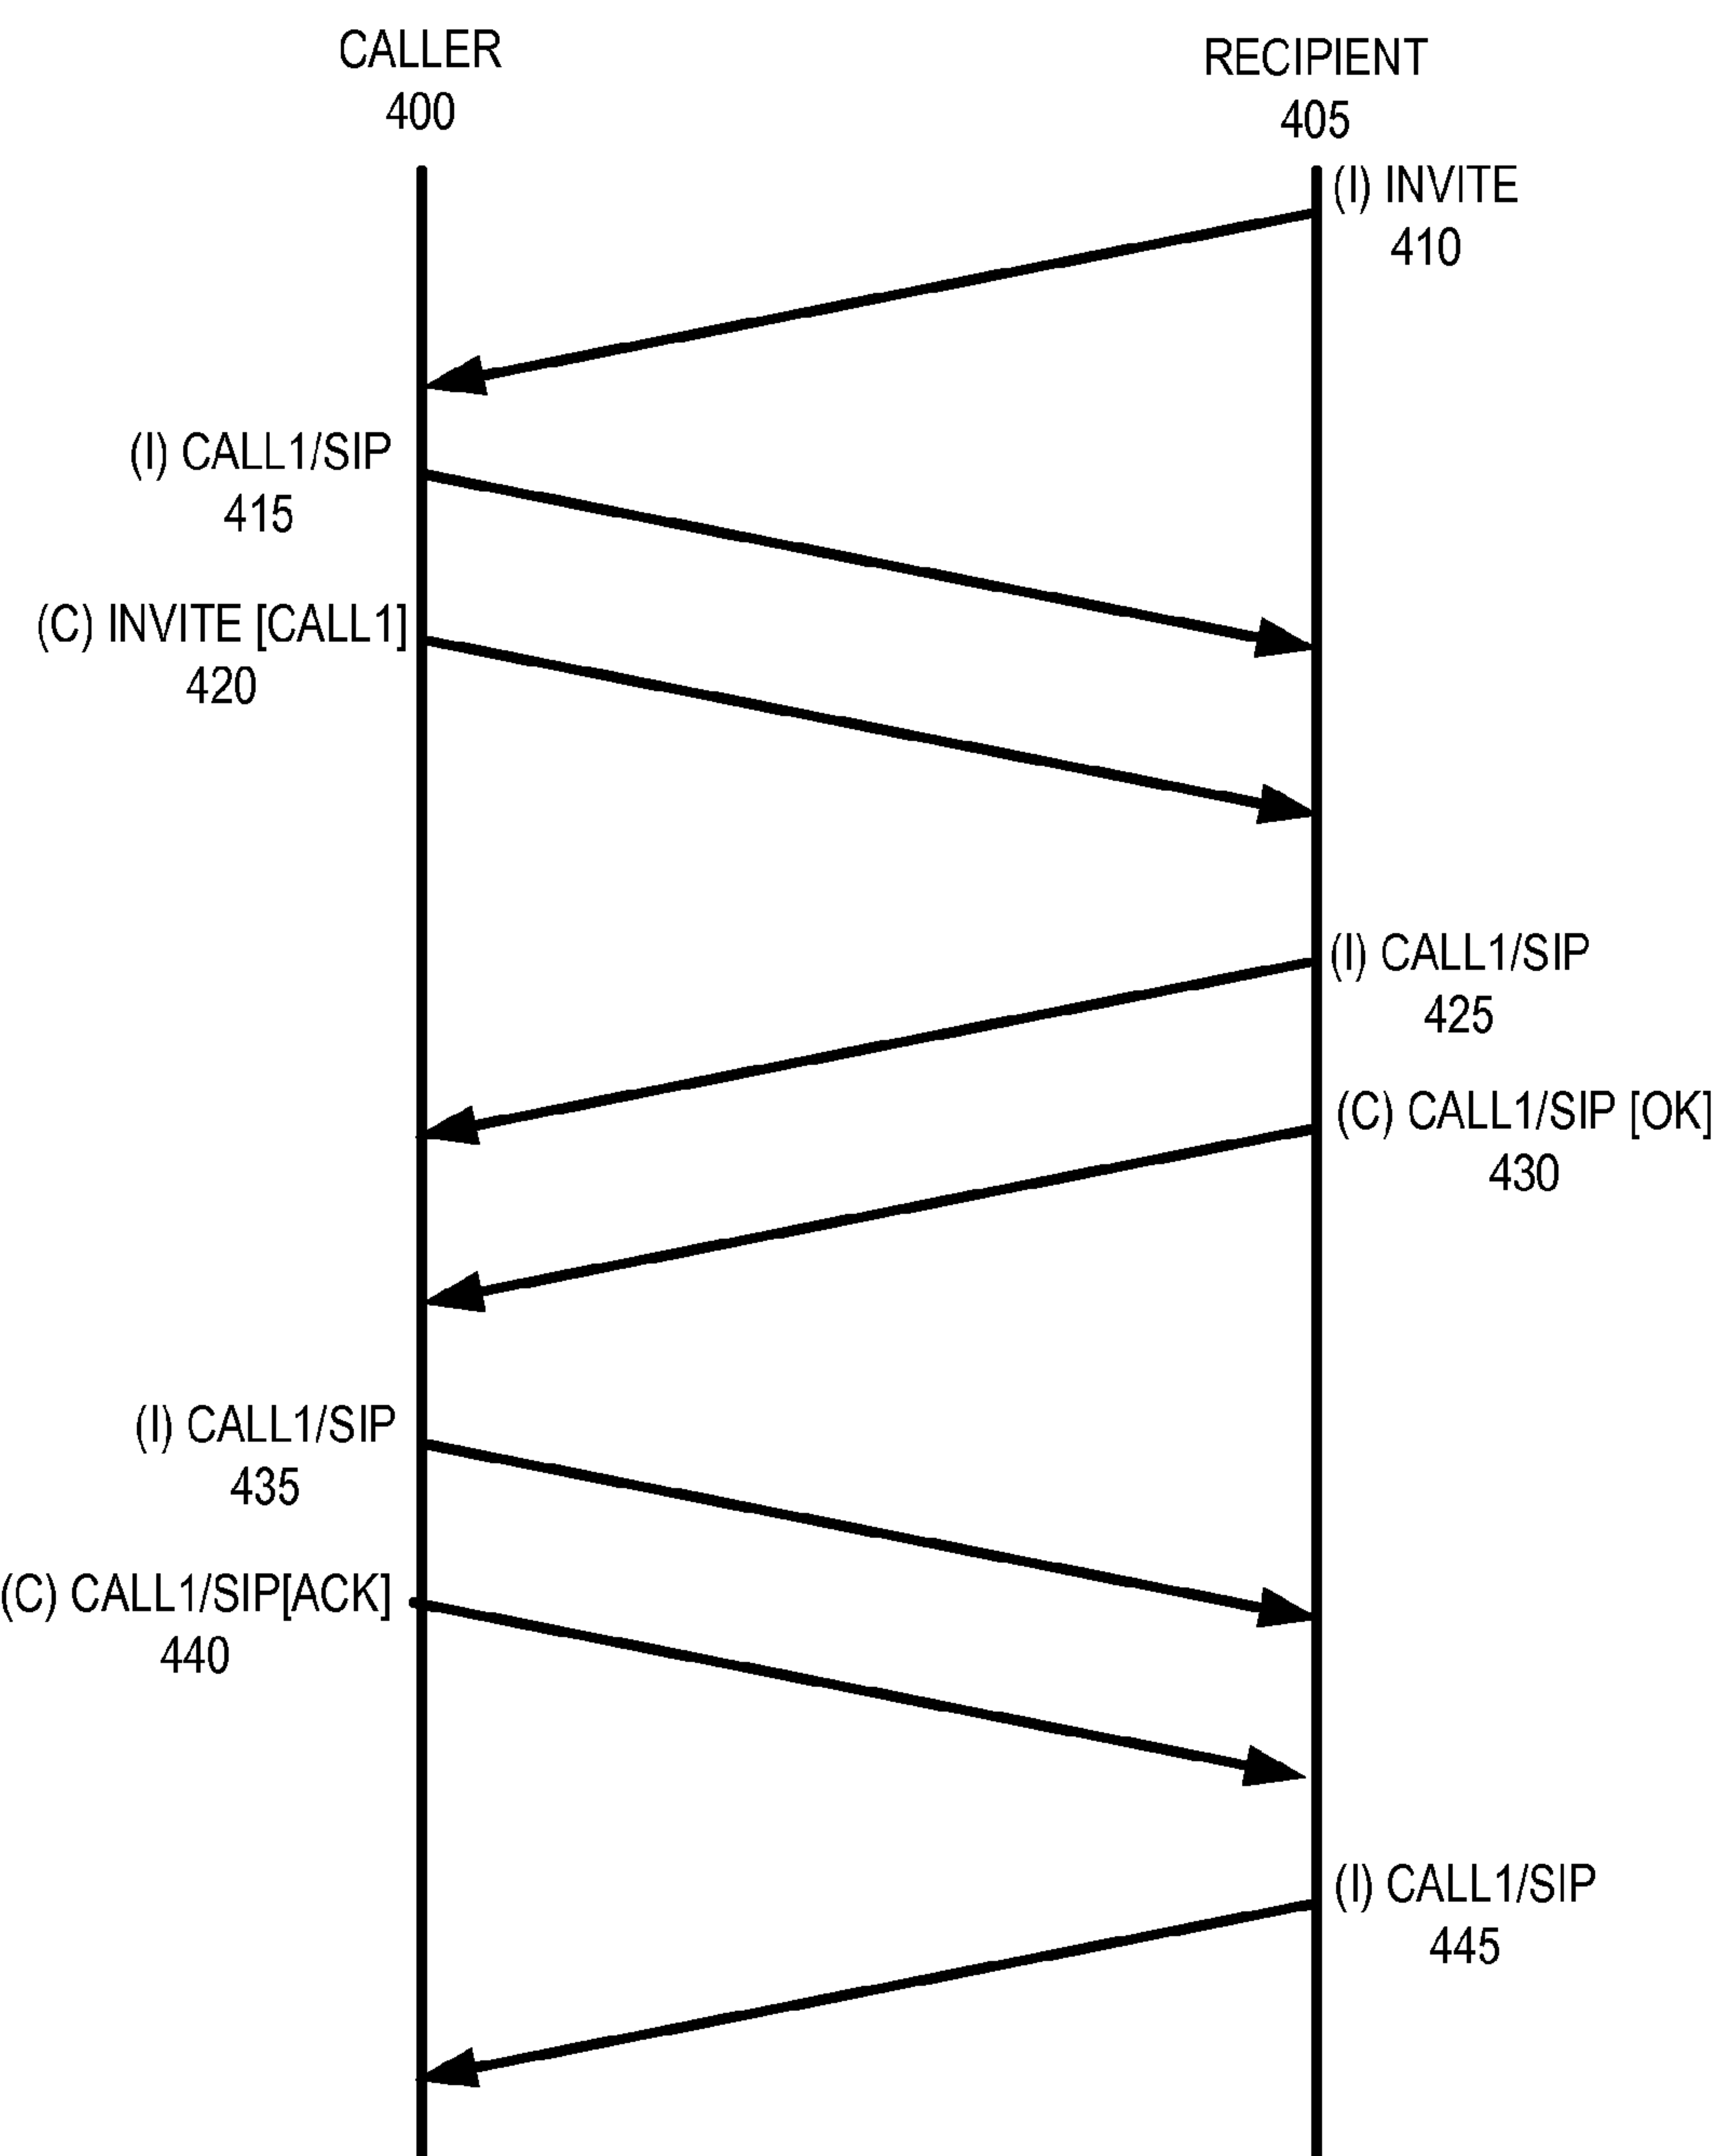 CALLER
400
RECIPIENT
405
(I) INVITE
410
(I) CALL1/SIP
415
(C) INVITE [CALL1]
420
(I) CALL1/SIP
425
(C) CALL1/SIP [OK]
430
(I) CALL1/SIP
435
(C) CALL1/SIP[ACK]
440
(I) CALL1/SIP
445